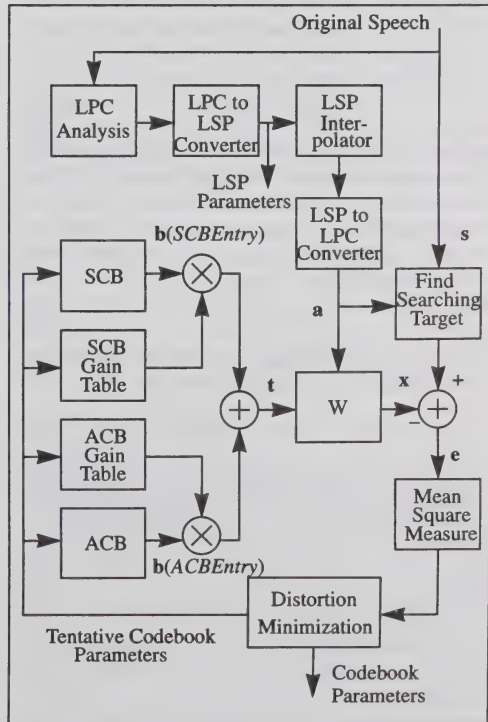 Original Speech
LPC
Analysis
LPC to
LSP
Converter
LSP
Inter-
polator
LSP
Parameters
LSP to
LPC
Converter
s
b(SCBEntry)
SCB
a
Find
Searching
Target
SCB
Gain
Table
t
W
x
+
−
ACB
Gain
Table
e
Mean
Square
Measure
ACB
b(ACBEntry)
Distortion
Minimization
Tentative Codebook
Parameters
Codebook
Parameters